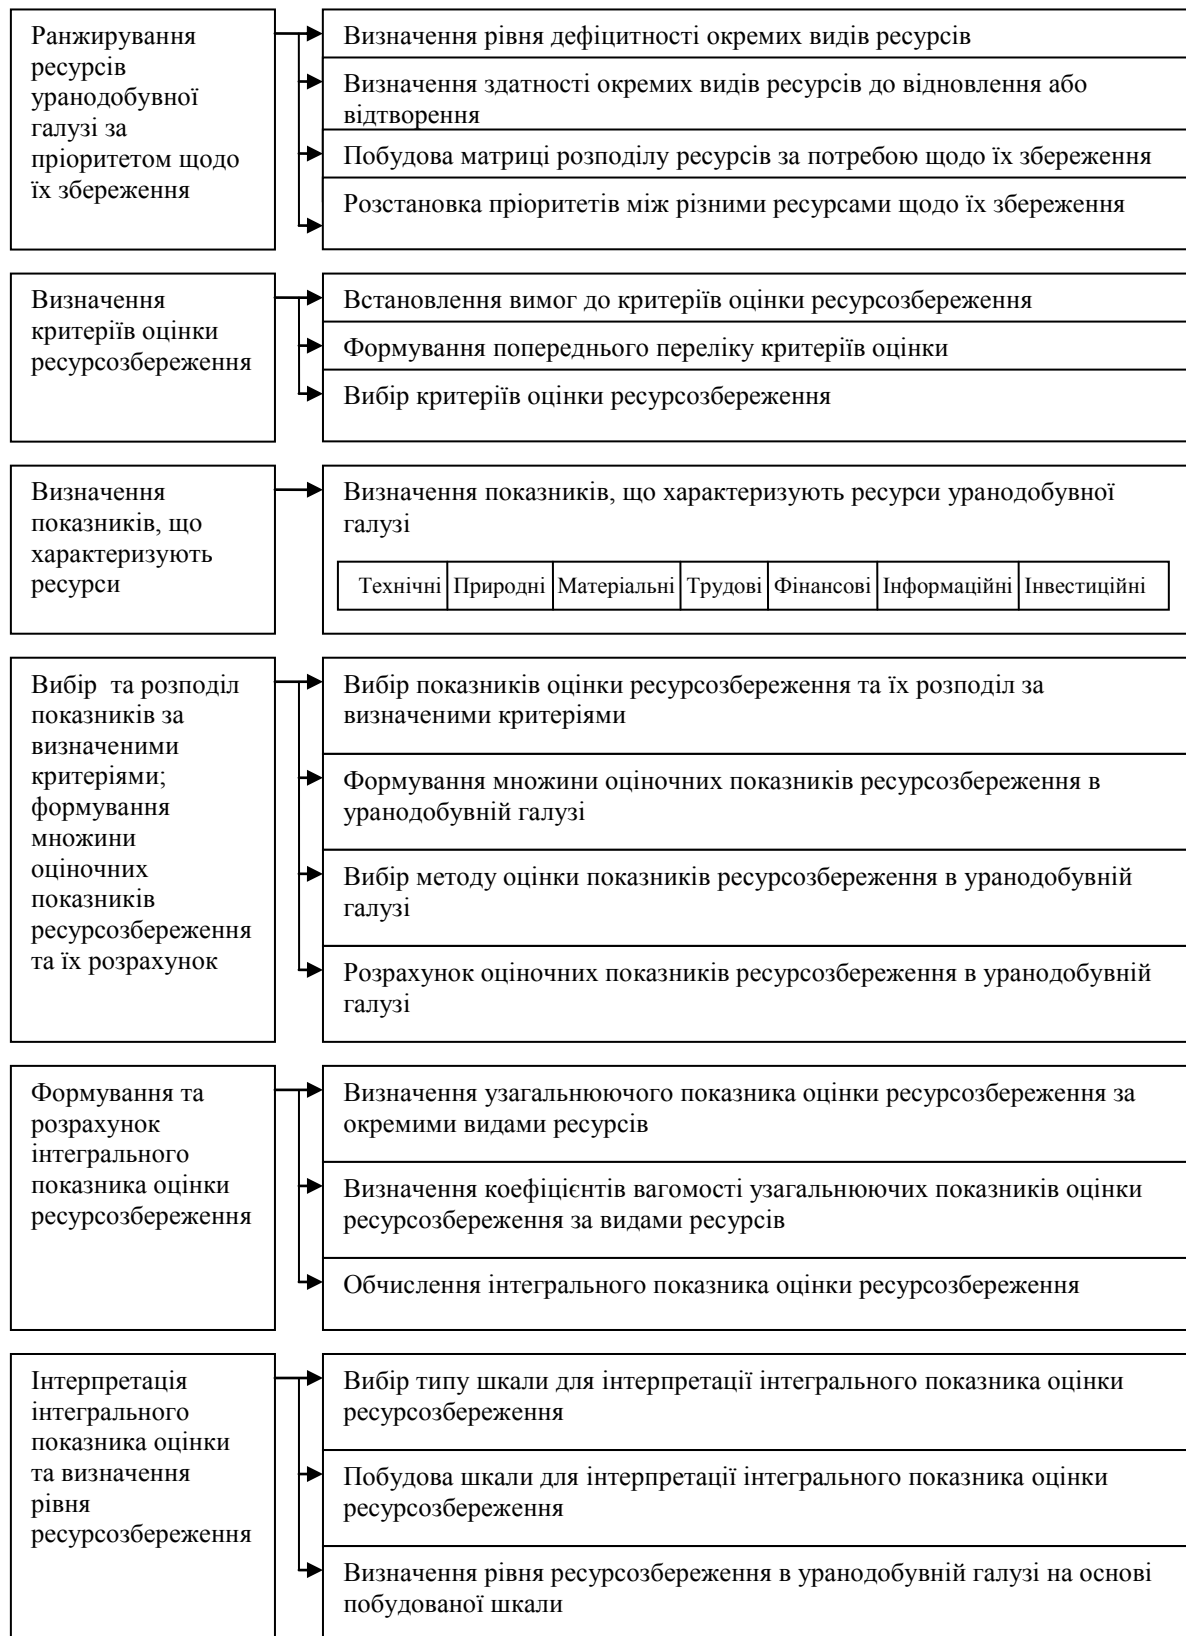 Ранжирування
ресурсів
уранодобувної
галузі за
пріоритетом щодо
їх збереження
Визначення рівня дефіцитності окремих видів ресурсів
Визначення здатності окремих видів ресурсів до відновлення або
відтворення
Побудова матриці розподілу ресурсів за потребою щодо їх збереження
Розстановка пріоритетів між різними ресурсами щодо їх збереження
Визначення
критеріїв оцінки
ресурсозбереження
Встановлення вимог до критеріїв оцінки ресурсозбереження
Формування попереднього переліку критеріїв оцінки
Вибір критеріїв оцінки ресурсозбереження
Визначення
показників, що
характеризують
ресурси
Визначення показників, що характеризують ресурси уранодобувної
галузі
Технічні Природні Матеріальні Трудові Фінансові Інформаційні Інвестиційні
Вибір та розподіл
показників за
визначеними
критеріями;
формування
множини
оціночних
показників
ресурсозбереження
та їх розрахунок
Вибір показників оцінки ресурсозбереження та їх розподіл за
визначеними критеріями
Формування множини оціночних показників ресурсозбереження в
уранодобувній галузі
Вибір методу оцінки показників ресурсозбереження в уранодобувній
галузі
Розрахунок оціночних показників ресурсозбереження в уранодобувній
галузі
Формування та
розрахунок
інтегрального
показника оцінки
ресурсозбереження
Визначення узагальнюючого показника оцінки ресурсозбереження за
окремими видами ресурсів
Визначення коефіцієнтів вагомості узагальнюючих показників оцінки
ресурсозбереження за видами ресурсів
Обчислення інтегрального показника оцінки ресурсозбереження
Інтерпретація
інтегрального
показника оцінки
та визначення
рівня
ресурсозбереження
Вибір типу шкали для інтерпретації інтегрального показника оцінки
ресурсозбереження
Побудова шкали для інтерпретації інтегрального показника оцінки
ресурсозбереження
Визначення рівня ресурсозбереження в уранодобувній галузі на основі
побудованої шкали